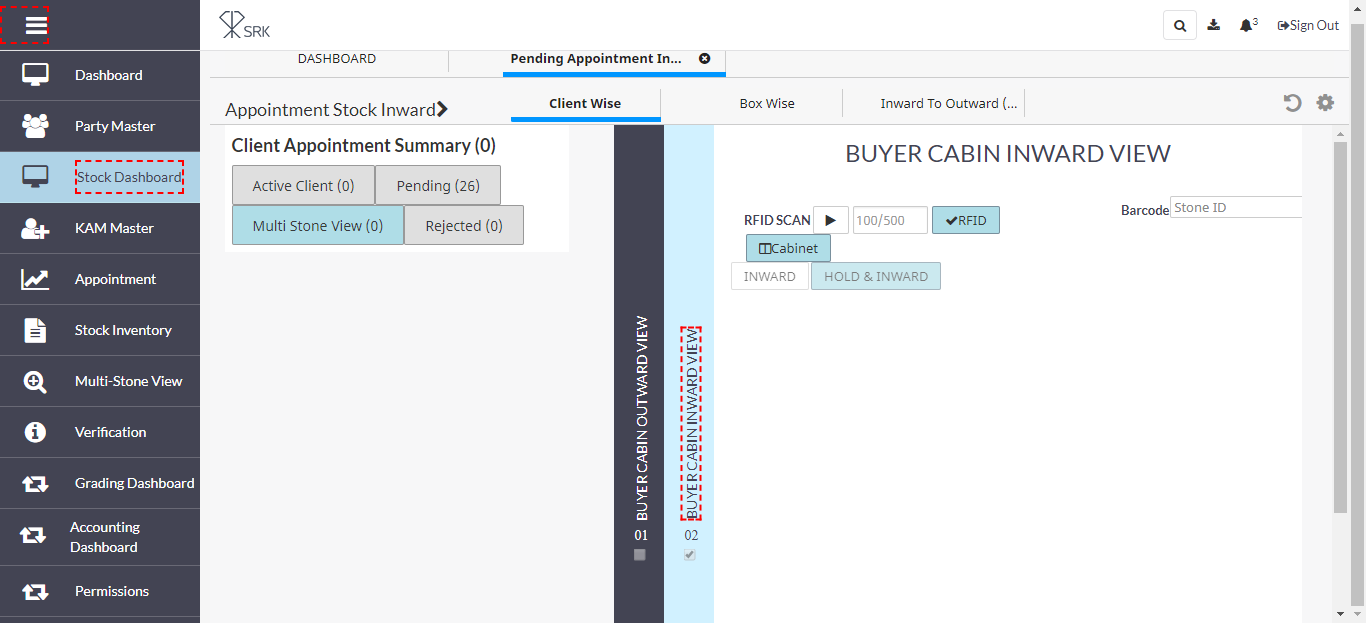 SRK
3
Sign Out
Dashboard
Party Master
Stock Dashboard
KAM Master
Appointment
Stock Inventory
Multi-Stone View
Verification
Grading Dashboard
Accounting
Dashboard
Permissions
DASHBOARD
Pending Appointment In...
Appointment Stock Inward
Client Wise
Box Wise
Inward To Outward (...
Client Appointment Summary (0)
Active Client (0)
Pending (26)
Multi Stone View (0)
Rejected (0)
BUYER CABIN OUTWARD VIEW
01
BUYER CABIN INWARD VIEW
02
BUYER CABIN INWARD VIEW
RFID SCAN
100/500
RFID
Barcode
Stone ID
Cabinet
INWARD
HOLD & INWARD